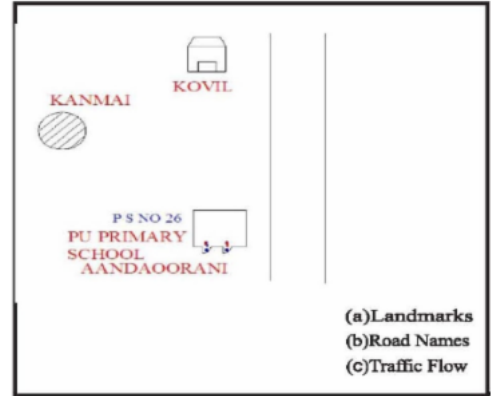 KOVIL
KANMAI
P S NO 26
PU PRIMARY
SCHOOL
AANDAOORANI
(a)Landmarks
(b)Road Names
(c)Traffic Flow